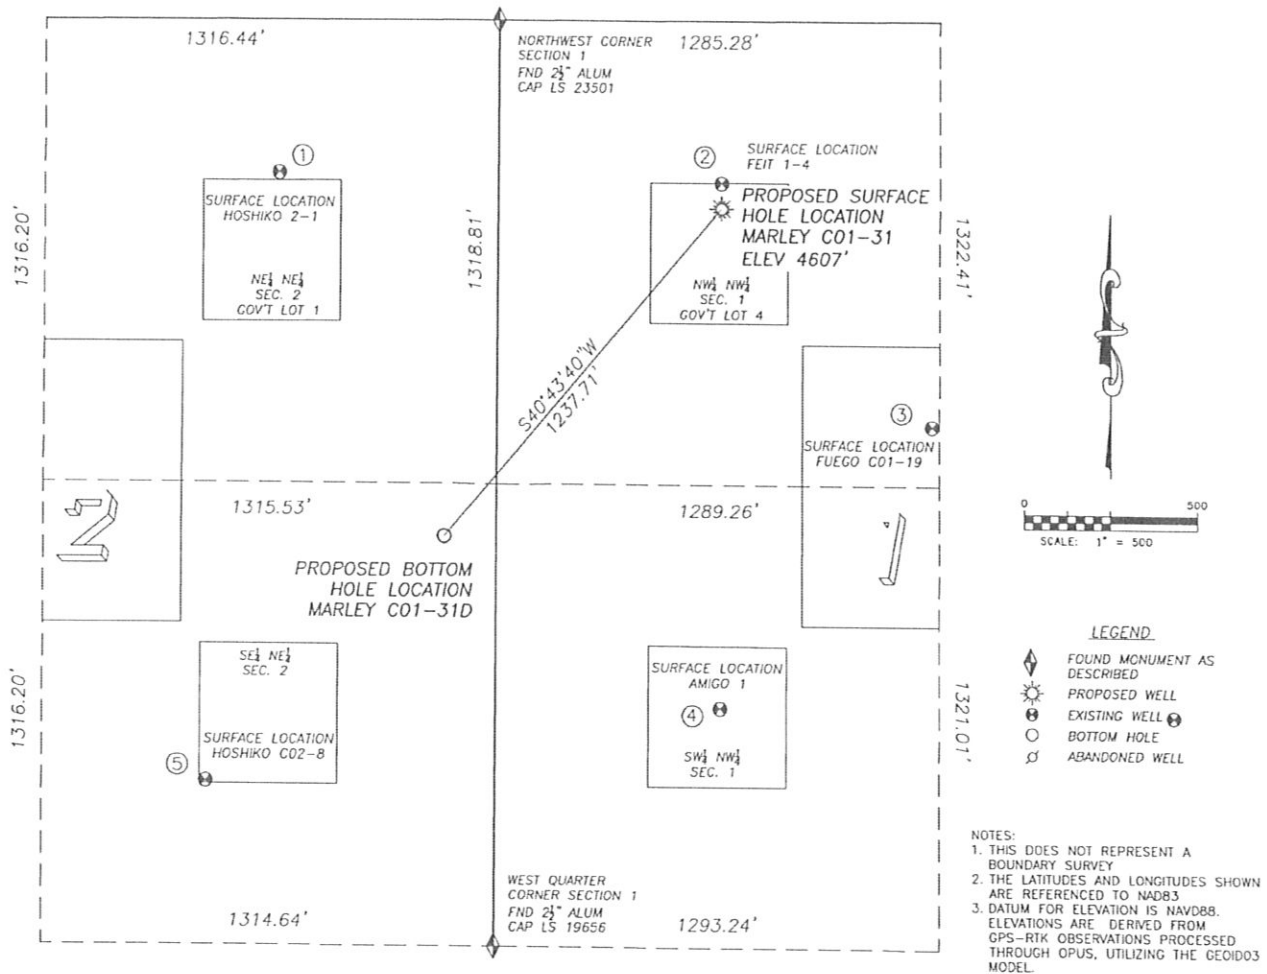 1316.44'
NORTHWEST CORNER
SECTION 1
FND 2½" ALUM
CAP LS 23501
1285.28'
1
2
SURFACE LOCATION
FEIT 1-4
SURFACE LOCATION
HOSHIKO 2-1
NE¼ NE¼
SEC. 2
GOV'T LOT 1
PROPOSED SURFACE
HOLE LOCATION
MARLEY C01-31
ELEV 4607'
NW¼ NW¼
SEC. 1
GOV'T LOT 4
1316.20'
1318.81'
1322.41'
S40°43'40"W
1237.71'
3
SURFACE LOCATION
FUEGO C01-19
2
1315.53'
1289.26'
1
PROPOSED BOTTOM
HOLE LOCATION
MARLEY C01-31D
0 500
SCALE: 1" = 500
SE¼ NE¼
SEC. 2
SURFACE LOCATION
HOSHIKO C02-8
5
SURFACE LOCATION
AMIGO 1
4
SW¼ NW¼
SEC. 1
1316.20'
1321.01'
LEGEND
FOUND MONUMENT AS
DESCRIBED
PROPOSED WELL
EXISTING WELL
BOTTOM HOLE
ABANDONED WELL
WEST QUARTER
CORNER SECTION 1
FND 2½" ALUM
CAP LS 19656
1314.64'
1293.24'
NOTES:
1. THIS DOES NOT REPRESENT A
BOUNDARY SURVEY
2. THE LATITUDES AND LONGITUDES SHOWN
ARE REFERENCED TO NAD83
3. DATUM FOR ELEVATION IS NAVD88.
ELEVATIONS ARE DERIVED FROM
GPS-RTK OBSERVATIONS PROCESSED
THROUGH OPUS, UTILIZING THE GEOID03
MODEL.